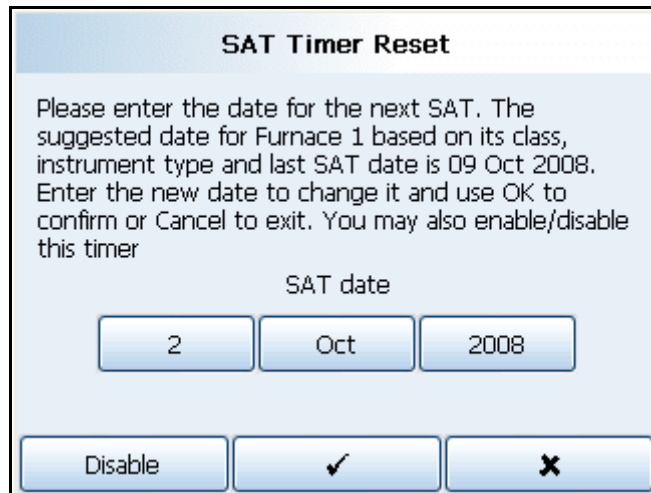 SAT Timer Reset
Please enter the date for the next SAT. The
suggested date for Furnace 1 based on its class,
instrument type and last SAT date is 09 Oct 2008.
Enter the new date to change it and use OK to
confirm or Cancel to exit. You may also enable/disable
this timer
SAT date
2 Oct 2008
Disable ✓ ✖